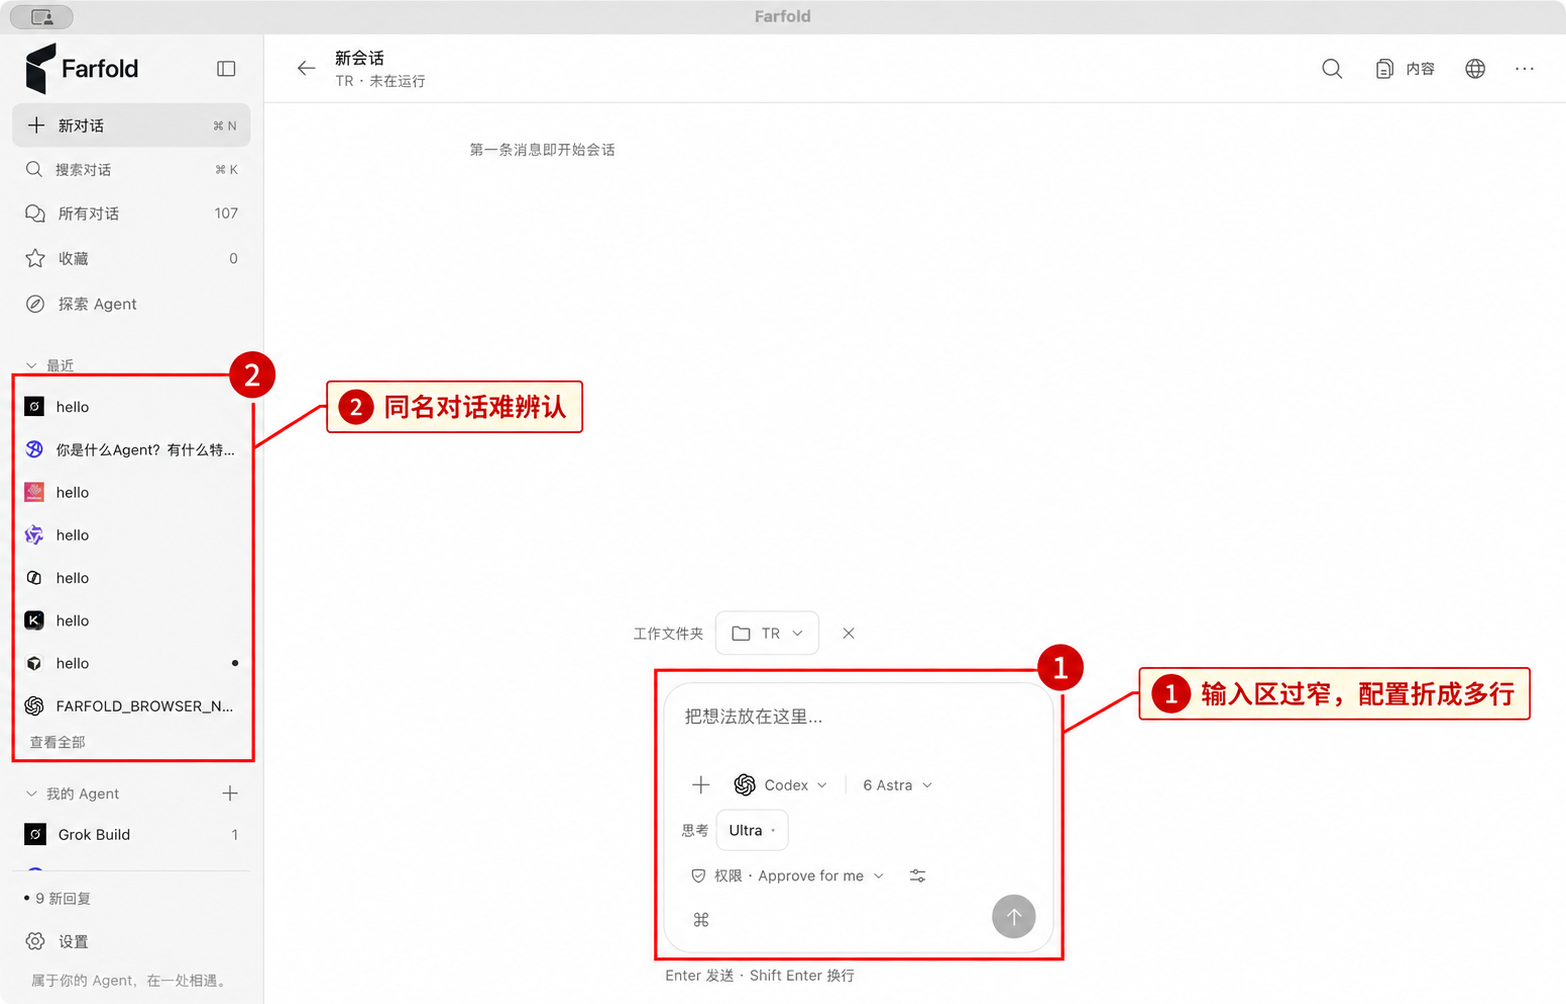 Farfold
Farfold
新会话
TR · 未在运行
内容
新对话 ⌘ N
搜索对话 ⌘ K
所有对话 107
收藏 0
探索 Agent
第一条消息即开始会话
最近
2
hello
2 同名对话难辨认
你是什么Agent？有什么特...
hello
hello
hello
hello
hello
FARFOLD_BROWSER_N...
查看全部
我的 Agent
Grok Build 1
9 新回复
设置
属于你的 Agent，在一处相遇。
工作文件夹 TR
1
1 输入区过窄，配置折成多行
把想法放在这里...
Codex 6 Astra
思考 Ultra
权限 · Approve for me
⌘
Enter 发送 · Shift Enter 换行